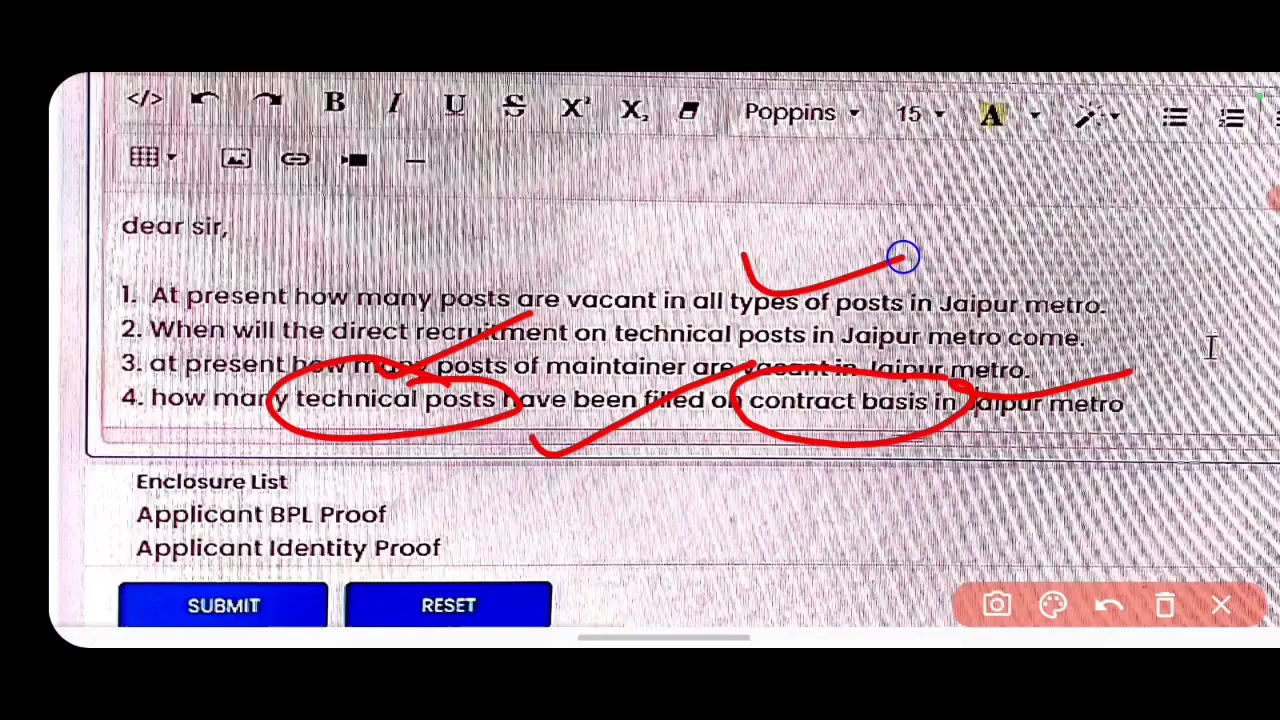 </> B I U S X² X₂ Poppins 15 A
dear sir,
1. At present how many posts are vacant in all types of posts in Jaipur metro.
2. When will the direct recruitment on technical posts in Jaipur metro come.
3. at present how many posts of maintainer are vacant in Jaipur metro.
4. how many technical posts have been filled on contract basis in Jaipur metro
Enclosure List
Applicant BPL Proof
Applicant Identity Proof
SUBMIT RESET